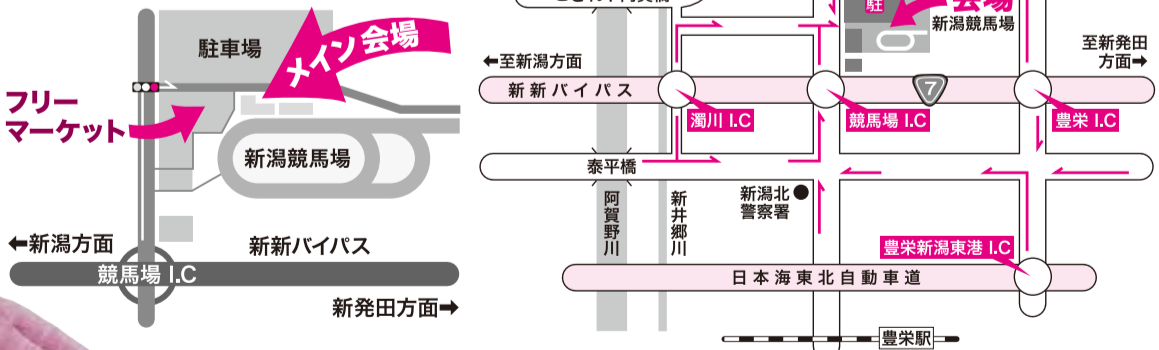 駐車場
メイン会場
フリー
マーケット
新潟競馬場
←新潟方面
新新バイパス
競馬場 I.C
新発田方面→
駐
会場
新潟競馬場
至新発田
方面→
←至新潟方面
新新バイパス
7
濁川 I.C
競馬場 I.C
豊栄 I.C
泰平橋
阿賀野川
新井郷川
新潟北
警察署
豊栄新潟東港 I.C
日本海東北自動車道
豊栄駅